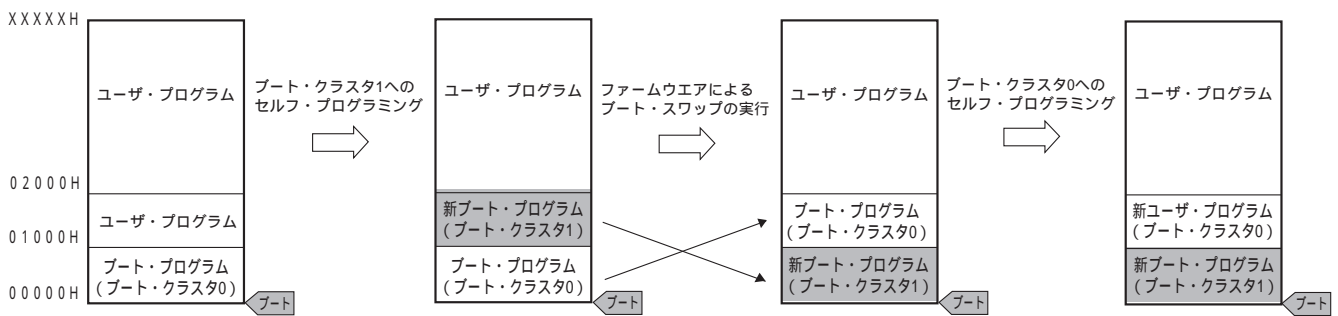 XXXXXH
ユーザ・プログラム
02000H
ユーザ・プログラム
01000H
ブート・プログラム
(ブート・クラスタ0)
00000H
ブート
ブート・クラスタ1への
セルフ・プログラミング
ユーザ・プログラム
新ブート・プログラム
(ブート・クラスタ1)
ブート・プログラム
(ブート・クラスタ0)
ブート
ファームウエアによる
ブート・スワップの実行
ユーザ・プログラム
ブート・プログラム
(ブート・クラスタ0)
新ブート・プログラム
(ブート・クラスタ1)
ブート
ブート・クラスタ0への
セルフ・プログラミング
ユーザ・プログラム
新ユーザ・プログラム
(ブート・クラスタ0)
新ブート・プログラム
(ブート・クラスタ1)
ブート